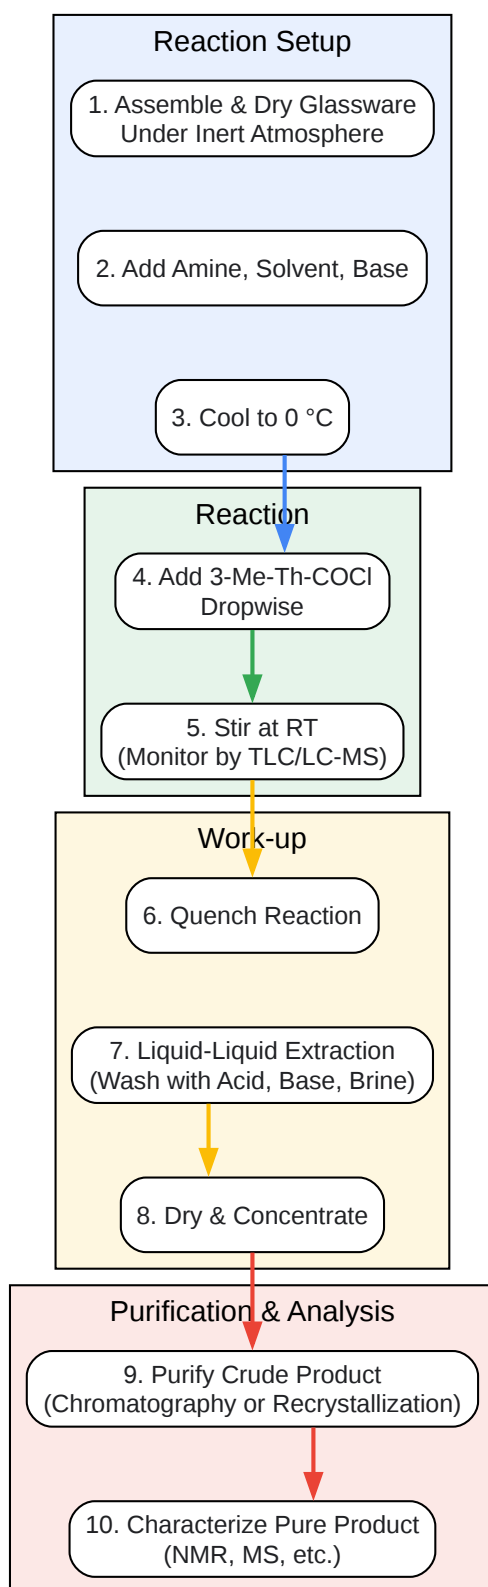 Reaction Setup
1. Assemble & Dry Glassware
Under Inert Atmosphere
2. Add Amine, Solvent, Base
3. Cool to 0 °C
Reaction
4. Add 3-Me-Th-COCl
Dropwise
5. Stir at RT
(Monitor by TLC/LC-MS)
Work-up
6. Quench Reaction
7. Liquid-Liquid Extraction
(Wash with Acid, Base, Brine)
8. Dry & Concentrate
Purification & Analysis
9. Purify Crude Product
(Chromatography or Recrystallization)
10. Characterize Pure Product
(NMR, MS, etc.)